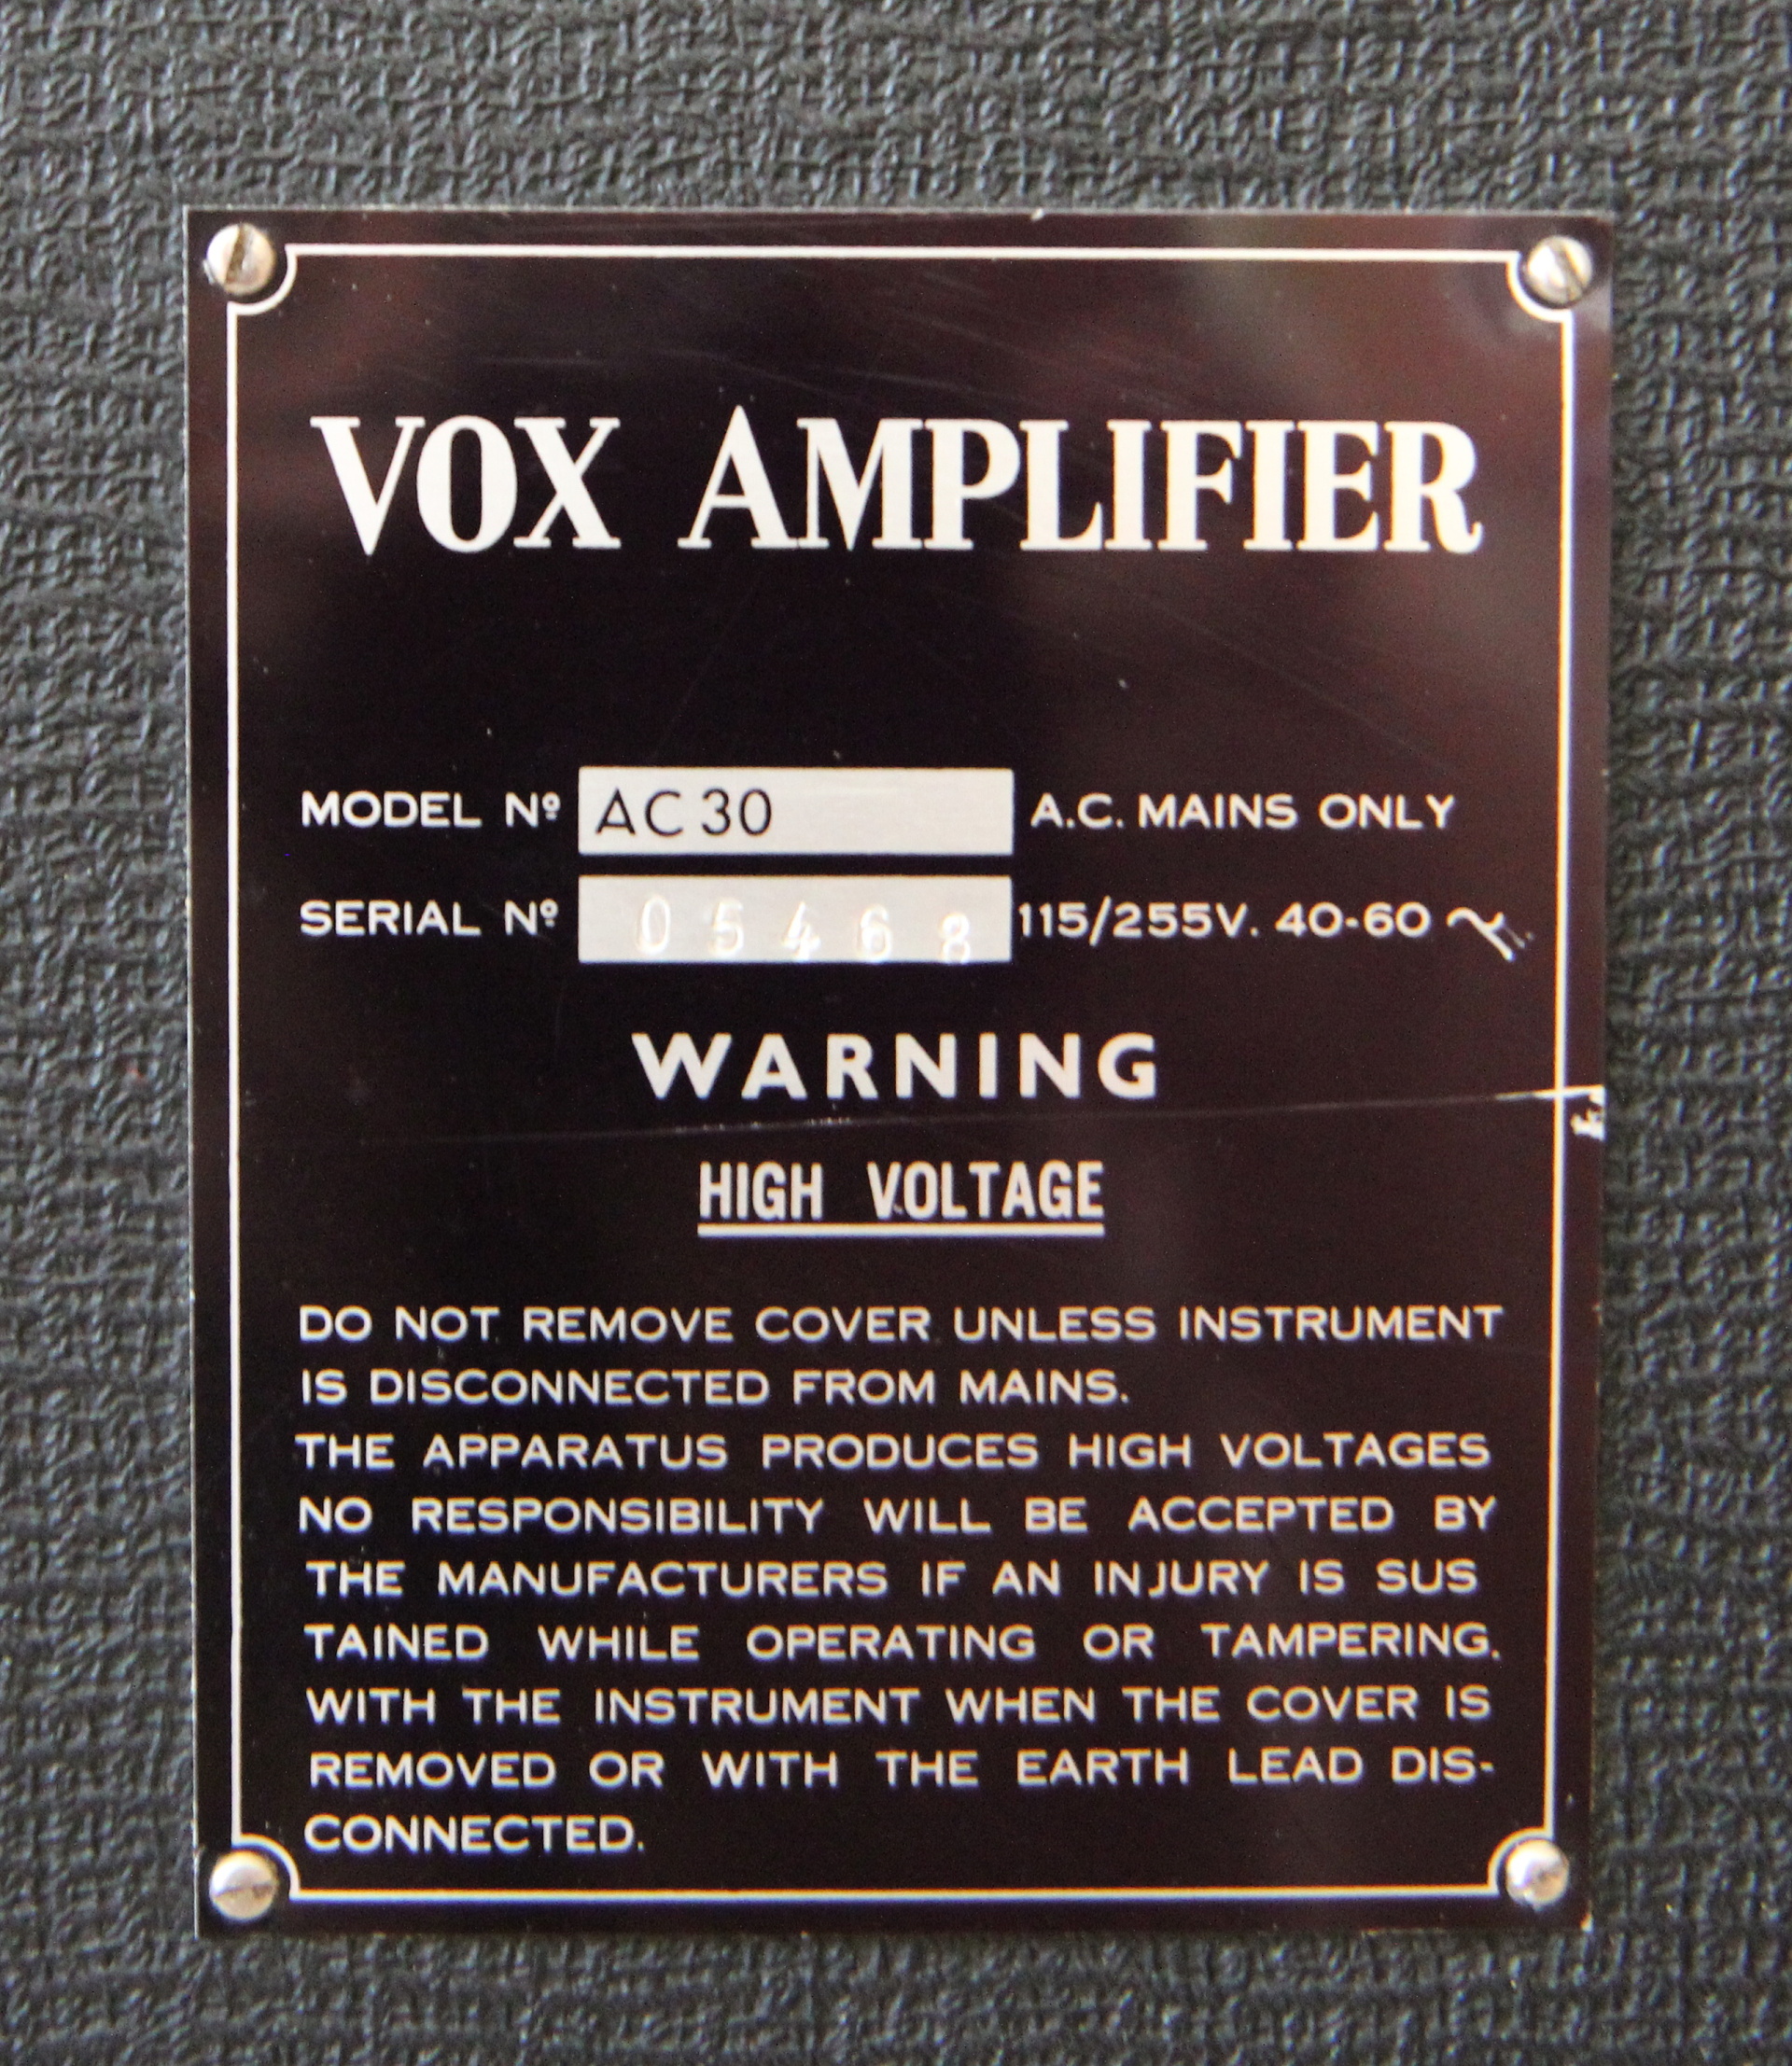 VOX AMPLIFIER
MODEL Nº AC30 A.C. MAINS ONLY
SERIAL Nº 05468 115/255V. 40-60 ~
WARNING
HIGH VOLTAGE
DO NOT REMOVE COVER UNLESS INSTRUMENT
IS DISCONNECTED FROM MAINS.
THE APPARATUS PRODUCES HIGH VOLTAGES
NO RESPONSIBILITY WILL BE ACCEPTED BY
THE MANUFACTURERS IF AN INJURY IS SUS
TAINED WHILE OPERATING OR TAMPERING.
WITH THE INSTRUMENT WHEN THE COVER IS
REMOVED OR WITH THE EARTH LEAD DIS-
CONNECTED.